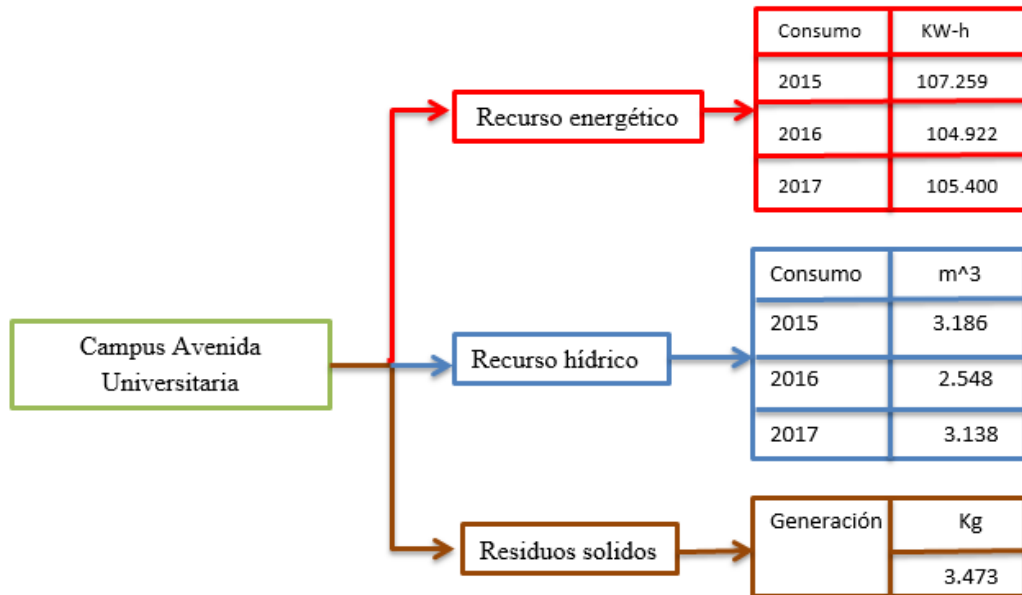 Campus Avenida
Universitaria
Recurso energético
Consumo KW-h
2015 107.259
2016 104.922
2017 105.400
Recurso hídrico
Consumo m^3
2015 3.186
2016 2.548
2017 3.138
Residuos solidos
Generación Kg
3.473